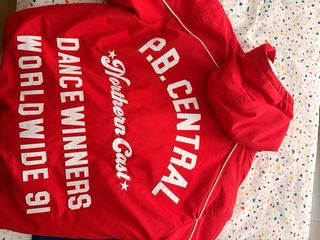 P.B. CENTRAL
Northern Cast
DANCE WINNERS
WORLDWIDE 91